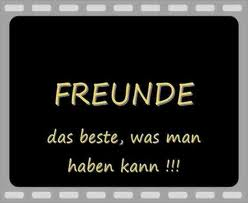 FREUNDE
das beste, was man
haben kann !!!